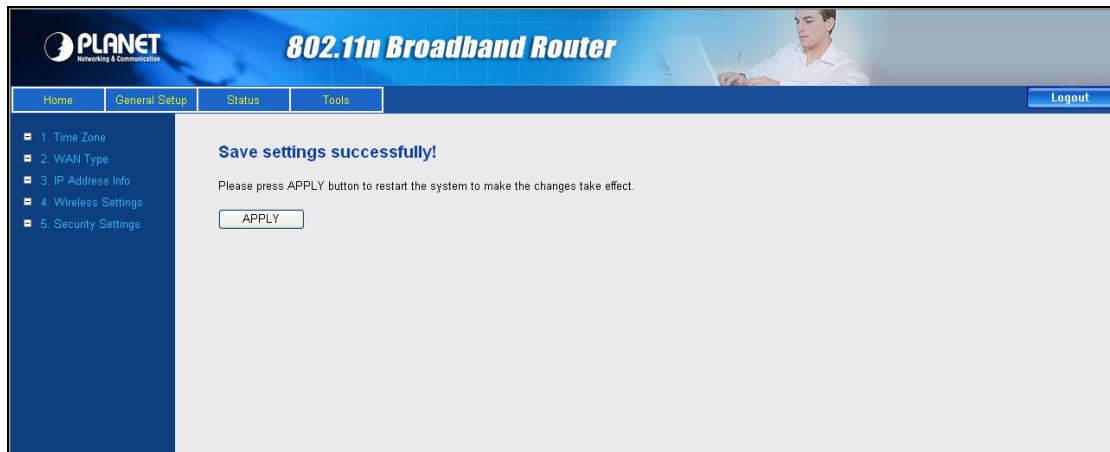 PLANET
Networking & Communication
802.11n Broadband Router
Home General Setup Status Tools Logout
1. Time Zone
2. WAN Type
3. IP Address Info
4. Wireless Settings
5. Security Settings
Save settings successfully!
Please press APPLY button to restart the system to make the changes take effect.
APPLY